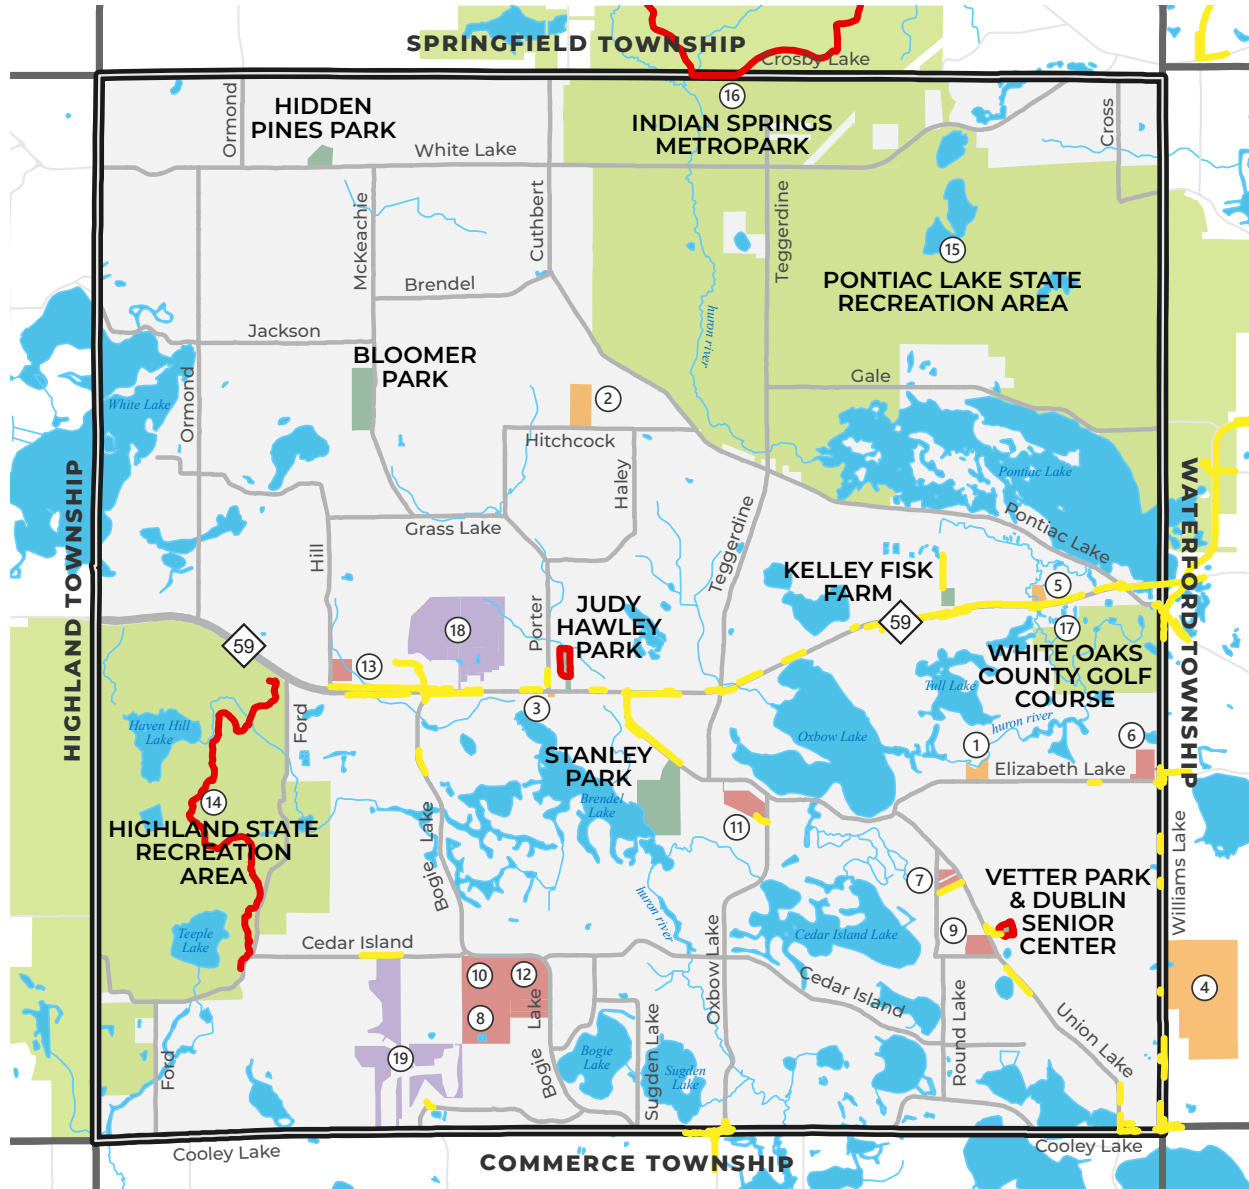 SPRINGFIELD TOWNSHIP
Crosby Lake
Ormond
HIDDEN
PINES PARK
White Lake
16
INDIAN SPRINGS
METROPARK
Cross
McKeachie
Cuthbert
Teggerdine
15
PONTIAC LAKE STATE
RECREATION AREA
Brendel
huron river
Jackson
BLOOMER
PARK
Gale
White Lake
Ormond
2
Hitchcock
Haley
Pontiac Lake
Grass Lake
Pontiac Lake
HIGHLAND TOWNSHIP
WATERFORD TOWNSHIP
Hill
Teggerdine
KELLEY FISK
FARM
5
59
59
18
Porter
JUDY
HAWLEY
PARK
17
WHITE OAKS
COUNTY GOLF
COURSE
13
Tull Lake
huron river
Haven Hill
Lake
Ford
3
Oxbow Lake
1
6
STANLEY
PARK
Elizabeth Lake
Brendel
Lake
14
HIGHLAND STATE
RECREATION
AREA
11
Bogie Lake
Williams Lake
7
VETTER PARK
& DUBLIN
SENIOR
CENTER
huron river
Teeple
Lake
Cedar Island
Oxbow Lake
Cedar Island Lake
9
10
12
Cedar Island
4
8
Bogie Lake
Sugden Lake
Round Lake
Union Lake
19
Bogie
Lake
Sugden
Lake
Ford
Cooley Lake
Cooley Lake
COMMERCE TOWNSHIP